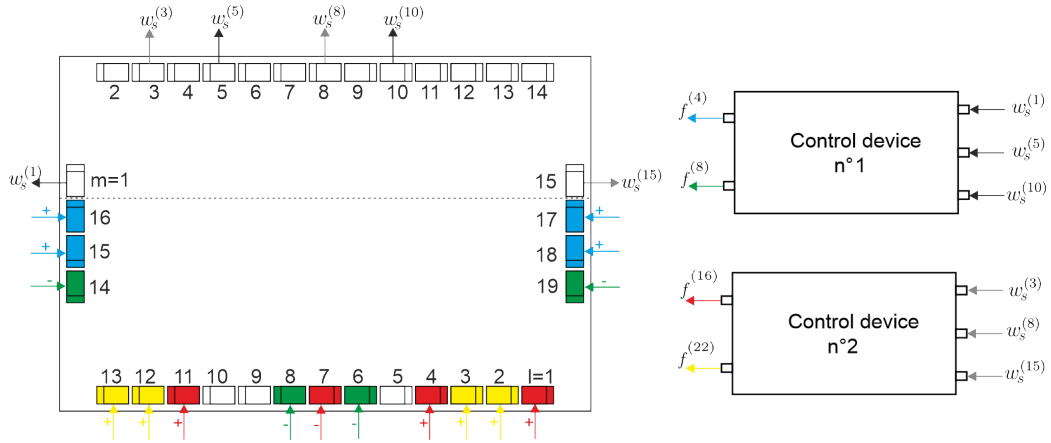 w_s^(3) w_s^(5) w_s^(8) w_s^(10)
2 3 4 5 6 7 8 9 10 11 12 13 14
w_s^(1) m=1 15 w_s^(15)
+ 16 17 +
+ 15 18 +
- 14 19 -
13 12 11 10 9 8 7 6 5 4 3 2 l=1
+ + + - - - + + + +
f^(4) w_s^(1)
Control device
n°1
w_s^(5)
f^(8) w_s^(10)
f^(16) w_s^(3)
Control device
n°2
w_s^(8)
f^(22) w_s^(15)